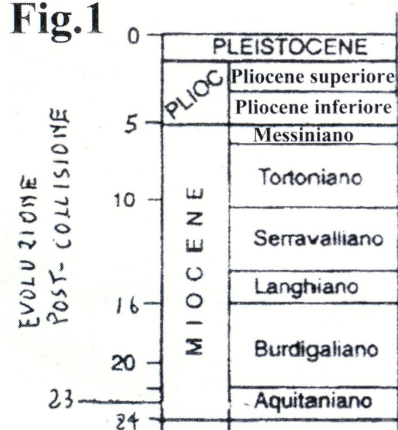 Fig.1
0
PLEISTOCENE
PLIOC
Pliocene superiore
Pliocene inferiore
5
Messiniano
EVOLUZIONE
POST-COLLISIONE
MIOCENE
Tortoniano
10
Serravalliano
Langhiano
16
Burdigaliano
20
Aquitaniano
23
24